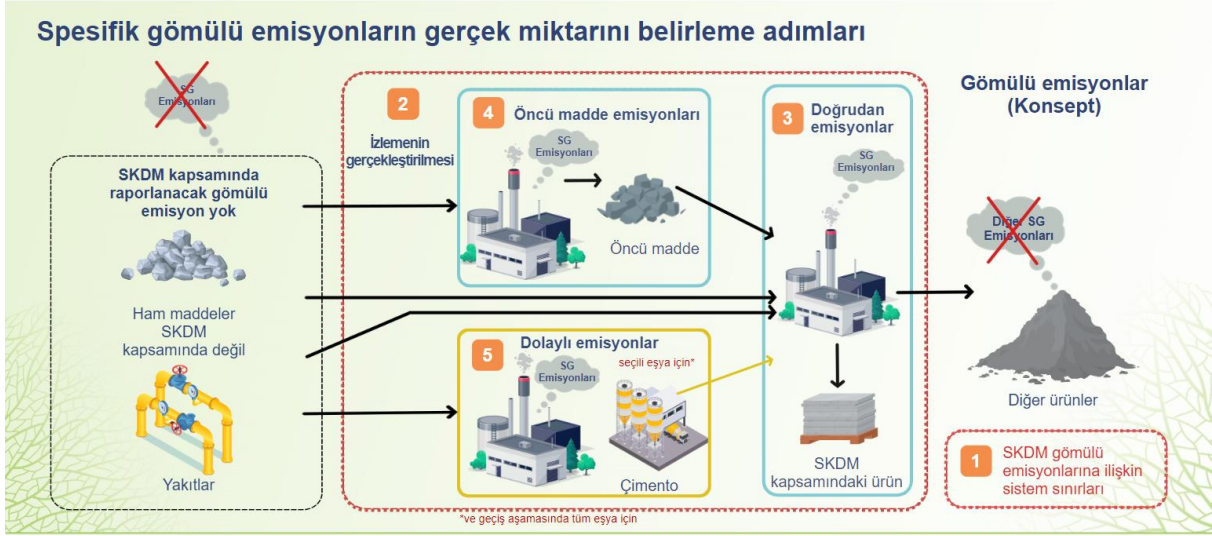 Spesifik gömülü emisyonların gerçek miktarını belirleme adımları
SG
Emisyonları
SKDM kapsamında
raporlanacak gömülü
emisyon yok
Ham maddeler
SKDM
kapsamında değil
Yakıtlar
2
İzlemenin
gerçekleştirilmesi
4
Öncü madde emisyonları
SG
Emisyonları
Öncü madde
5
Dolaylı emisyonlar
SG
Emisyonları
seçili eşya için*
Çimento
*ve geçiş aşamasında tüm eşya için
3
Doğrudan
emisyonlar
SG
Emisyonları
SKDM
kapsamındaki ürün
Gömülü emisyonlar
(Konsept)
Diğer SG
Emisyonları
Diğer ürünler
1
SKDM gömülü
emisyonlarına ilişkin
sistem sınırları